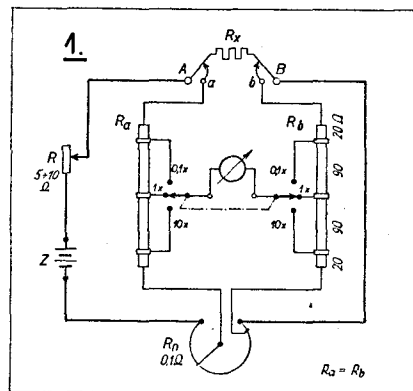 1.
Rx
A
B
a
b
Ra
Rb
20 Ω
R
5÷10
Ω
0,1x
0,1x
90
1x
1x
10x
10x
90
Z
20
Rn
0,1Ω
Ra = Rb